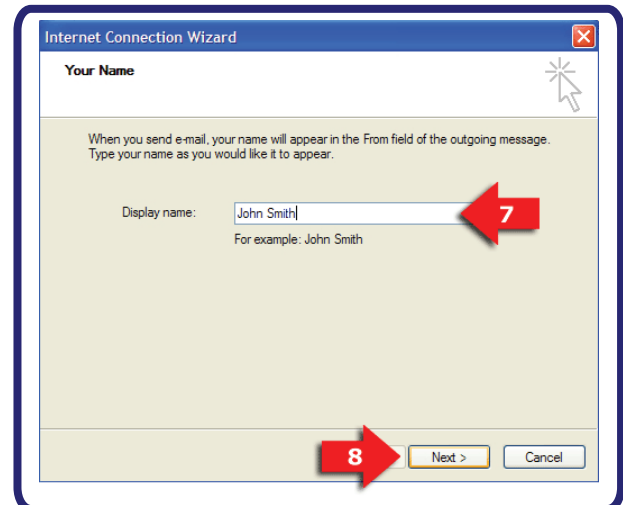 Internet Connection Wizard
Your Name
When you send e-mail, your name will appear in the From field of the outgoing message.
Type your name as you would like it to appear.
Display name: John Smith 7
For example: John Smith
8 Next > Cancel